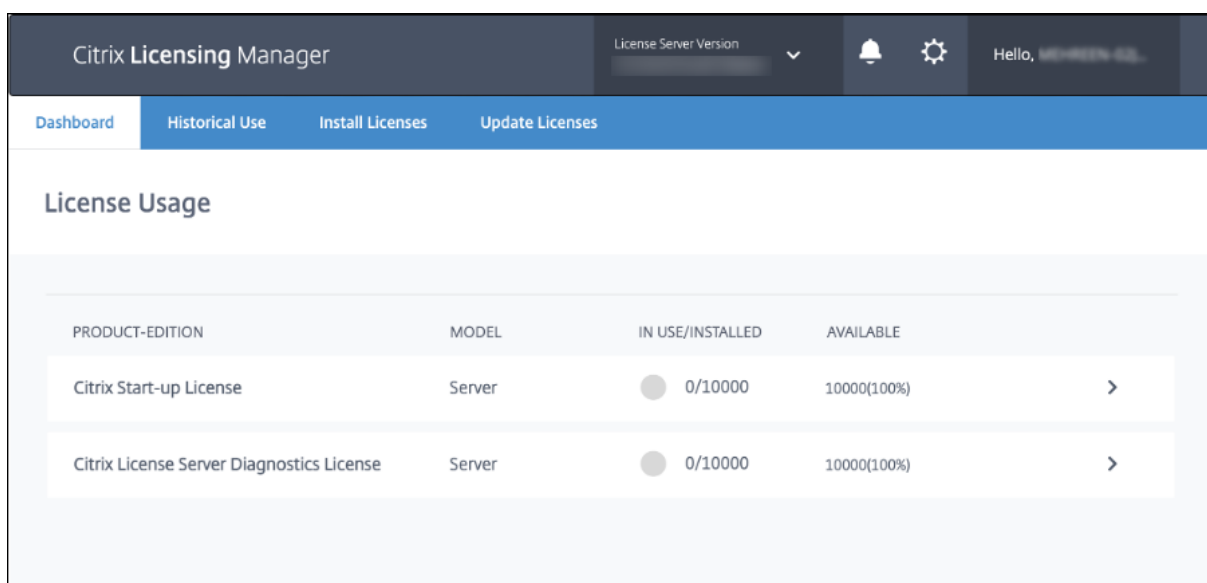 Citrix Licensing Manager
License Server Version
Hello,
Dashboard Historical Use Install Licenses Update Licenses
License Usage
PRODUCT-EDITION MODEL IN USE/INSTALLED AVAILABLE
Citrix Start-up License Server 0/10000 10000(100%)
Citrix License Server Diagnostics License Server 0/10000 10000(100%)